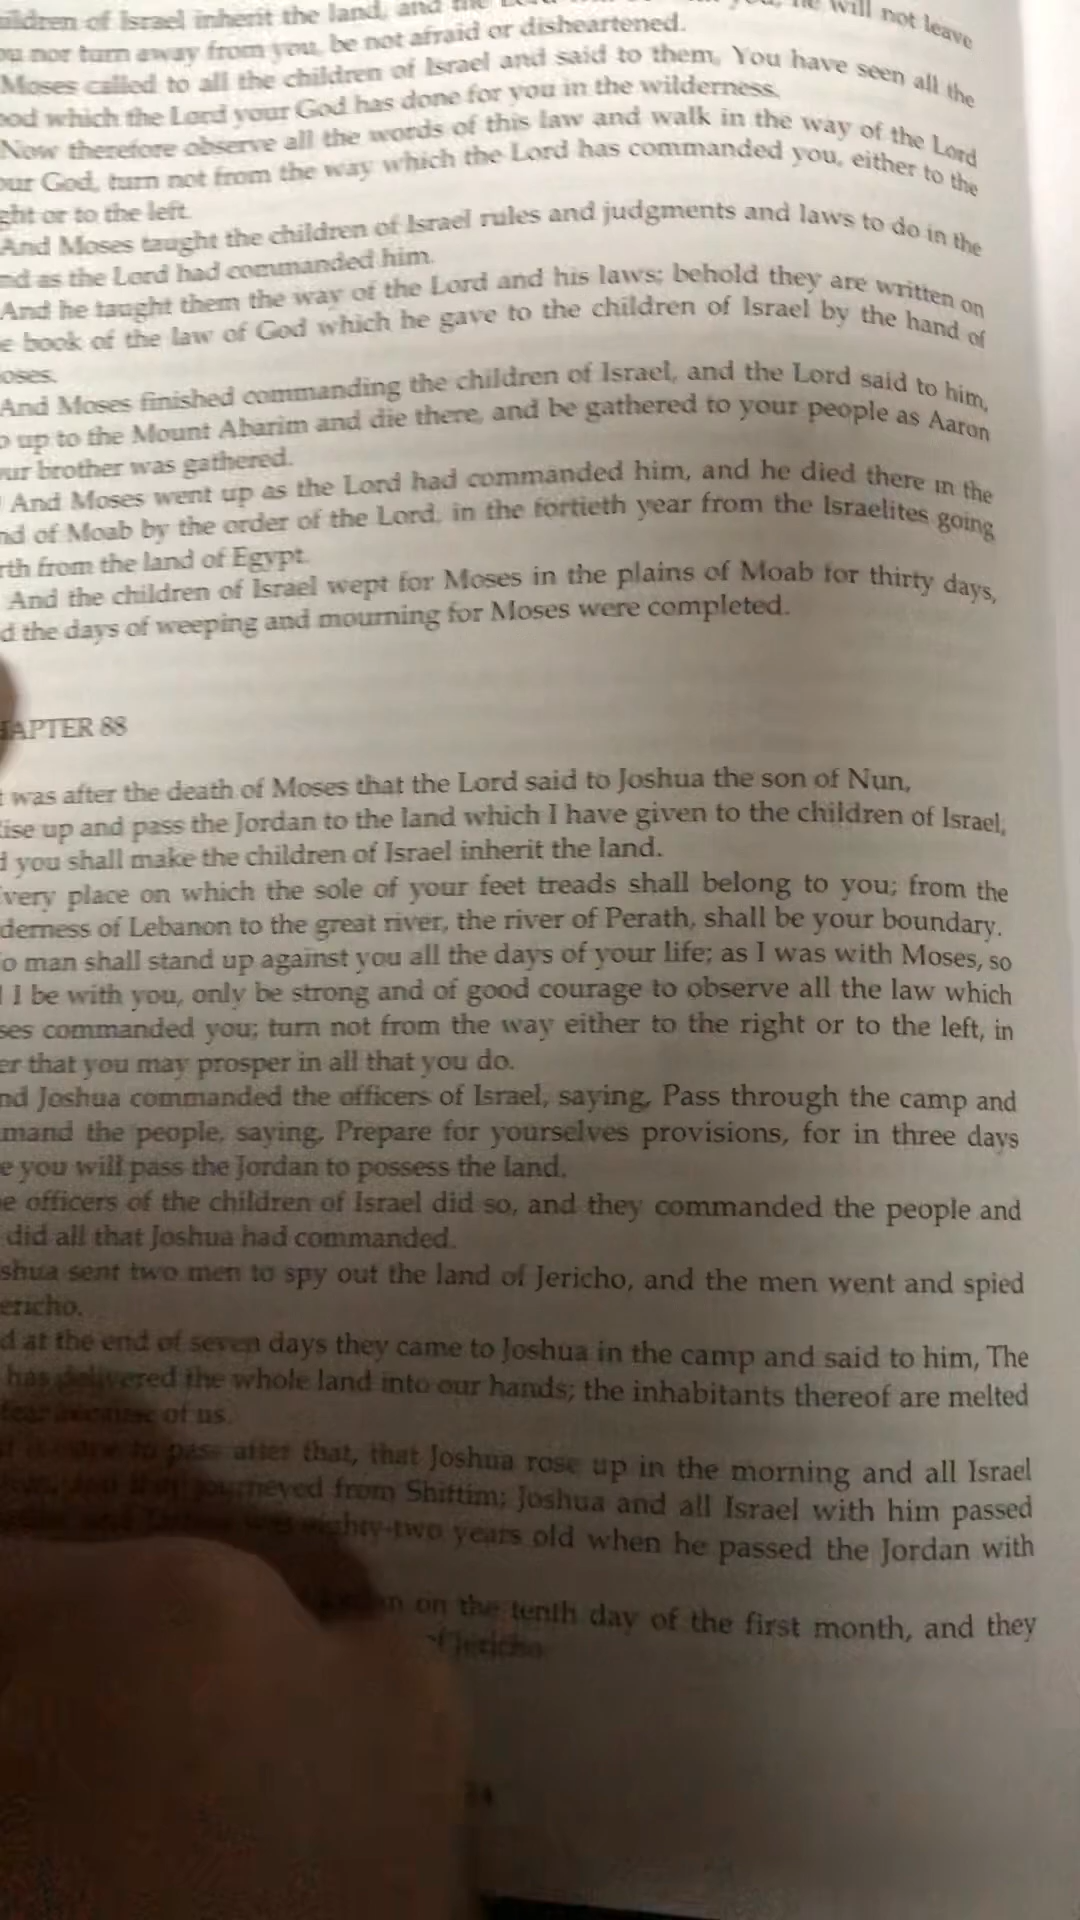 ildren of Israel inherit the land, and the will not leave
ou nor turn away from you, be not afraid or disheartened.
Moses called to all the children of Israel and said to them, You have seen all the
ood which the Lord your God has done for you in the wilderness.
Now therefore observe all the words of this law and walk in the way of the Lord
our God, turn not from the way which the Lord has commanded you, either to the
ght or to the left.
And Moses taught the children of Israel rules and judgments and laws to do in the
nd as the Lord had commanded him.
And he taught them the way of the Lord and his laws; behold they are written on
e book of the law of God which he gave to the children of Israel by the hand of
oses.
And Moses finished commanding the children of Israel, and the Lord said to him,
o up to the Mount Abarim and die there, and be gathered to your people as Aaron
ur brother was gathered.
And Moses went up as the Lord had commanded him, and he died there in the
nd of Moab by the order of the Lord, in the fortieth year from the Israelites going
rth from the land of Egypt.
And the children of Israel wept for Moses in the plains of Moab for thirty days,
d the days of weeping and mourning for Moses were completed.
HAPTER 88
t was after the death of Moses that the Lord said to Joshua the son of Nun,
ise up and pass the Jordan to the land which I have given to the children of Israel,
d you shall make the children of Israel inherit the land.
very place on which the sole of your feet treads shall belong to you; from the
derness of Lebanon to the great river, the river of Perath, shall be your boundary.
o man shall stand up against you all the days of your life; as I was with Moses, so
l I be with you, only be strong and of good courage to observe all the law which
ses commanded you; turn not from the way either to the right or to the left, in
er that you may prosper in all that you do.
nd Joshua commanded the officers of Israel, saying, Pass through the camp and
mand the people, saying, Prepare for yourselves provisions, for in three days
e you will pass the Jordan to possess the land.
e officers of the children of Israel did so, and they commanded the people and
did all that Joshua had commanded.
shua sent two men to spy out the land of Jericho, and the men went and spied
ericho.
d at the end of seven days they came to Joshua in the camp and said to him, The
has delivered the whole land into our hands; the inhabitants thereof are melted
fear because of us.
to pass after that, that Joshua rose up in the morning and all Israel
journeyed from Shittim; Joshua and all Israel with him passed
was eighty-two years old when he passed the Jordan with
on the tenth day of the first month, and they
Jericho